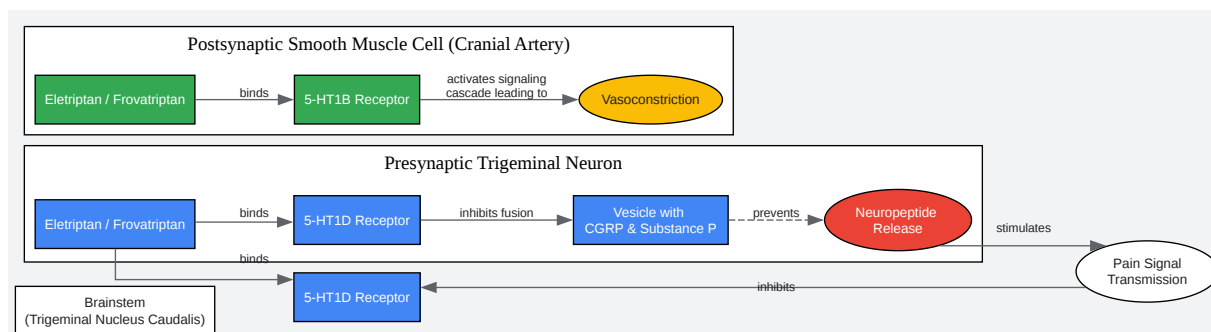 Postsynaptic Smooth Muscle Cell (Cranial Artery)
Eletriptan / Frovatriptan
binds
5-HT1B Receptor
activates signaling
cascade leading to
Vasoconstriction
Presynaptic Trigeminal Neuron
Eletriptan / Frovatriptan
binds
5-HT1D Receptor
inhibits fusion
Vesicle with
CGRP & Substance P
prevents
Neuropeptide
Release
stimulates
Pain Signal
Transmission
binds
5-HT1D Receptor
inhibits
Brainstem
(Trigeminal Nucleus Caudalis)